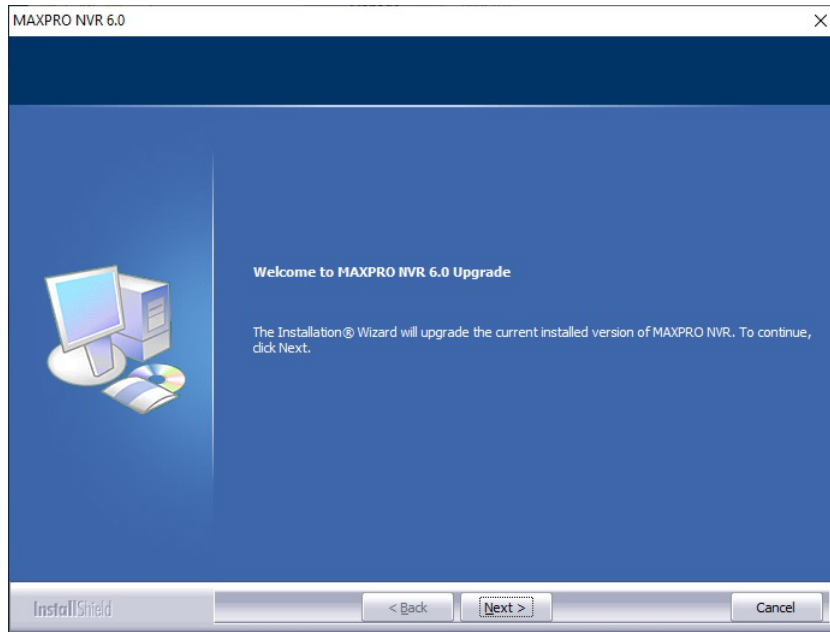 MAXPRO NVR 6.0
Welcome to MAXPRO NVR 6.0 Upgrade
The Installation® Wizard will upgrade the current installed version of MAXPRO NVR. To continue,
click Next.
InstallShield
< Back
Next >
Cancel